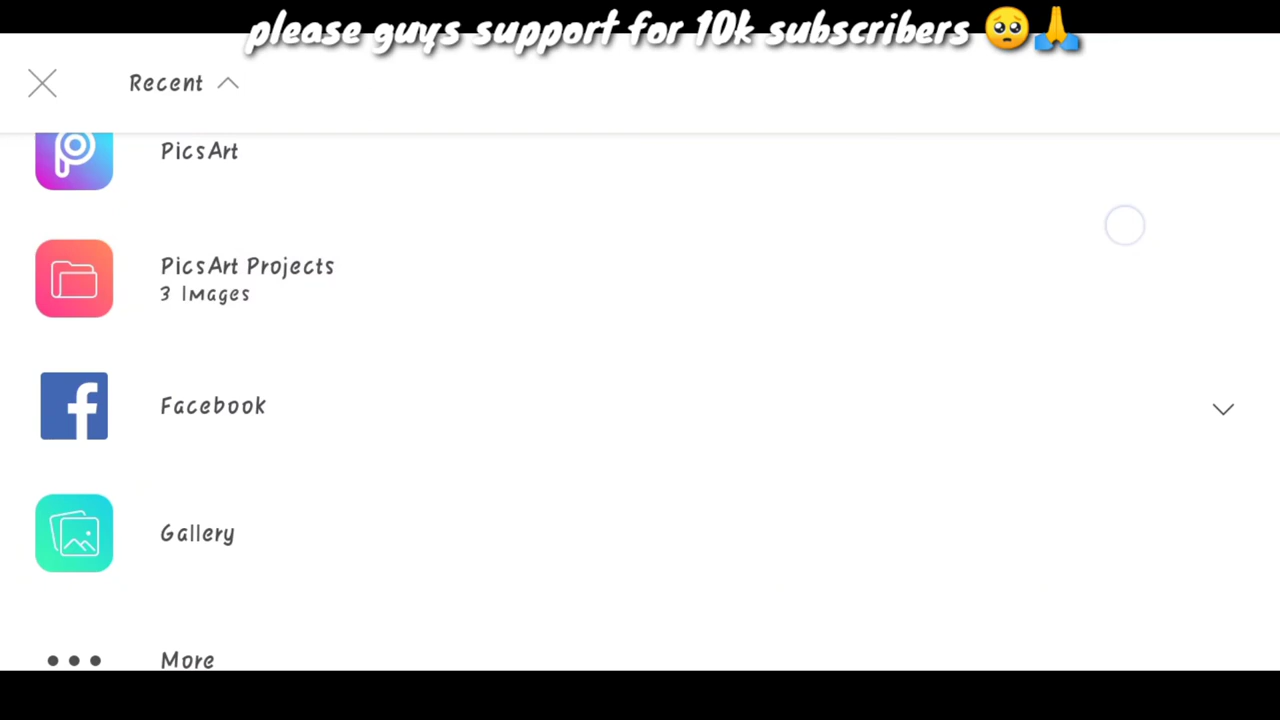 please guys support for 10k subscribers 🥺🙏
Recent
PicsArt
PicsArt Projects
3 Images
Facebook
Gallery
More